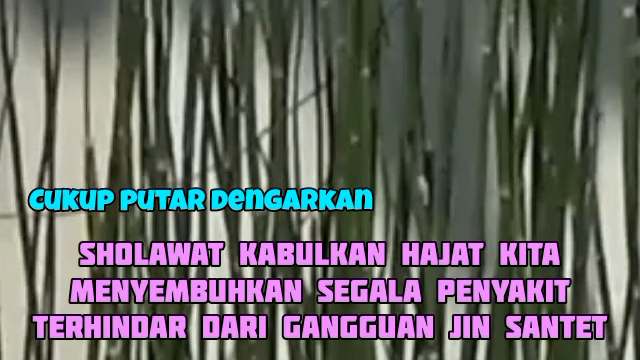 CUKUP PUTAR DENGARKAN
SHOLAWAT KABULKAN HAJAT KITA
MENYEMBUHKAN SEGALA PENYAKIT
TERHINDAR DARI GANGGUAN JIN SANTET